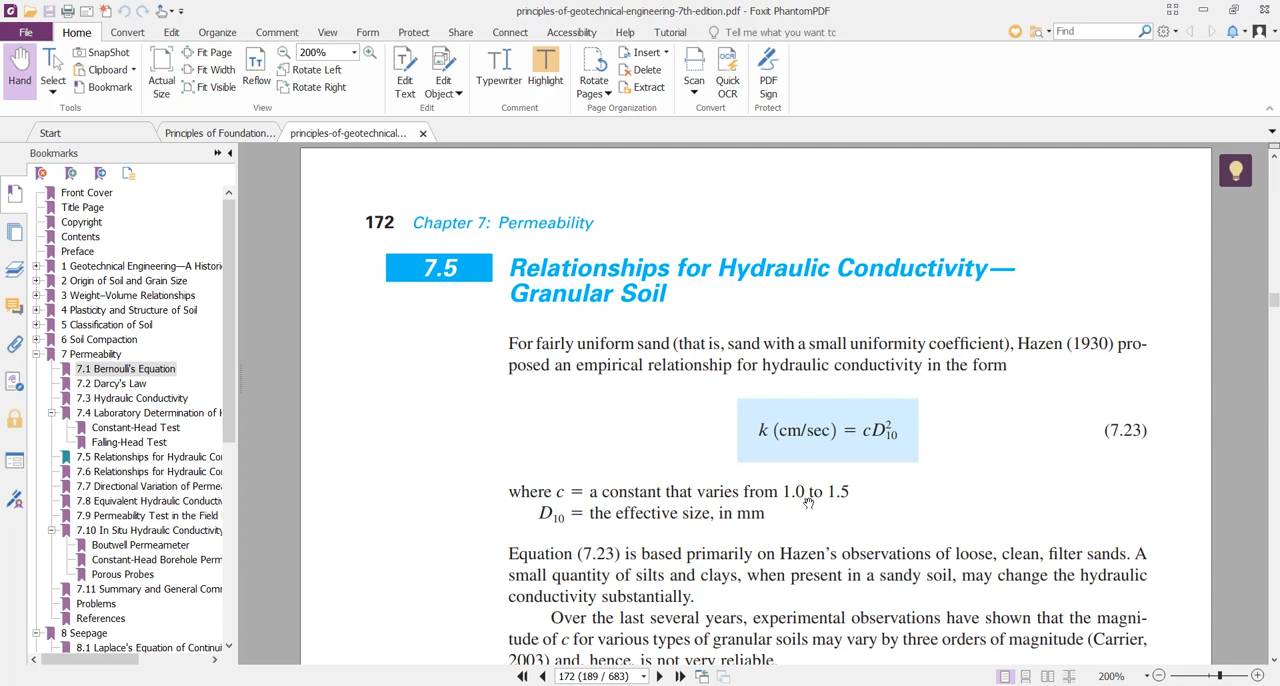 principles-of-geotechnical-engineering-7th-edition.pdf - Foxit PhantomPDF
File Home Convert Edit Organize Comment View Form Protect Share Connect Accessibility Help Tutorial Tell me what you want to Find
Hand
Select
SnapShot
Clipboard
Bookmark
Tools
Actual Size
Fit Page
Fit Width
Fit Visible
Reflow
200%
Rotate Left
Rotate Right
View
Edit Text
Edit Object
Edit
Typewriter
Highlight
Comment
Rotate Pages
Insert
Delete
Extract
Page Organization
Scan
Quick OCR
Convert
PDF Sign
Protect
Start
Principles of Foundation...
principles-of-geotechnical...
Bookmarks
Front Cover
Title Page
Copyright
Contents
Preface
1 Geotechnical Engineering—A Histori
2 Origin of Soil and Grain Size
3 Weight–Volume Relationships
4 Plasticity and Structure of Soil
5 Classification of Soil
6 Soil Compaction
7 Permeability
7.1 Bernoulli's Equation
7.2 Darcy's Law
7.3 Hydraulic Conductivity
7.4 Laboratory Determination of H
Constant-Head Test
Falling-Head Test
7.5 Relationships for Hydraulic Cor
7.6 Relationships for Hydraulic Cor
7.7 Directional Variation of Permea
7.8 Equivalent Hydraulic Conductiv
7.9 Permeability Test in the Field
7.10 In Situ Hydraulic Conductivity
Boutwell Permeameter
Constant-Head Borehole Perm
Porous Probes
7.11 Summary and General Comm
Problems
References
8 Seepage
8.1 Laplace's Equation of Continui
172 Chapter 7: Permeability
7.5 Relationships for Hydraulic Conductivity—
Granular Soil
For fairly uniform sand (that is, sand with a small uniformity coefficient), Hazen (1930) pro-
posed an empirical relationship for hydraulic conductivity in the form
k (cm/sec) = cD²₁₀ (7.23)
where c = a constant that varies from 1.0 to 1.5
D₁₀ = the effective size, in mm
Equation (7.23) is based primarily on Hazen's observations of loose, clean, filter sands. A
small quantity of silts and clays, when present in a sandy soil, may change the hydraulic
conductivity substantially.
Over the last several years, experimental observations have shown that the magni-
tude of c for various types of granular soils may vary by three orders of magnitude (Carrier,
2003) and, hence, is not very reliable.
172 (189 / 683)
200%